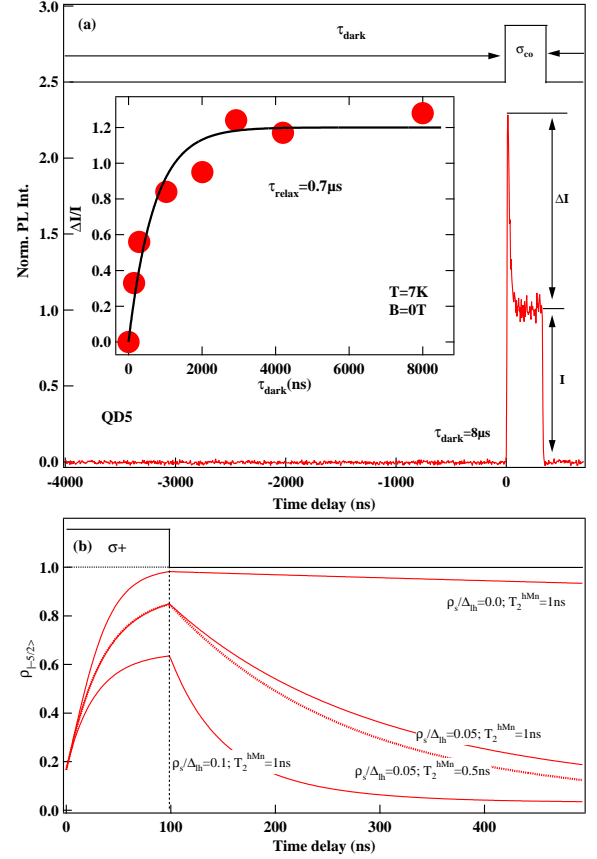 (a)
τdark
σco
3.0
2.5
2.0
1.5
1.0
0.5
0.0
Norm. PL Int.
1.2
1.0
0.8
0.6
0.4
0.2
0.0
ΔI/I
τrelax=0.7μs
T=7K
B=0T
0 2000 4000 6000 8000
τdark(ns)
ΔI
I
QD5
τdark=8μs
-4000 -3000 -2000 -1000 0
Time delay (ns)
(b)
σ+
1.0
0.8
0.6
0.4
0.2
0.0
ρ|−5/2>
ρs/Δlh=0.0; T2hMn=1ns
ρs/Δlh=0.05; T2hMn=1ns
ρs/Δlh=0.1; T2hMn=1ns
ρs/Δlh=0.05; T2hMn=0.5ns
0 100 200 300 400
Time delay (ns)